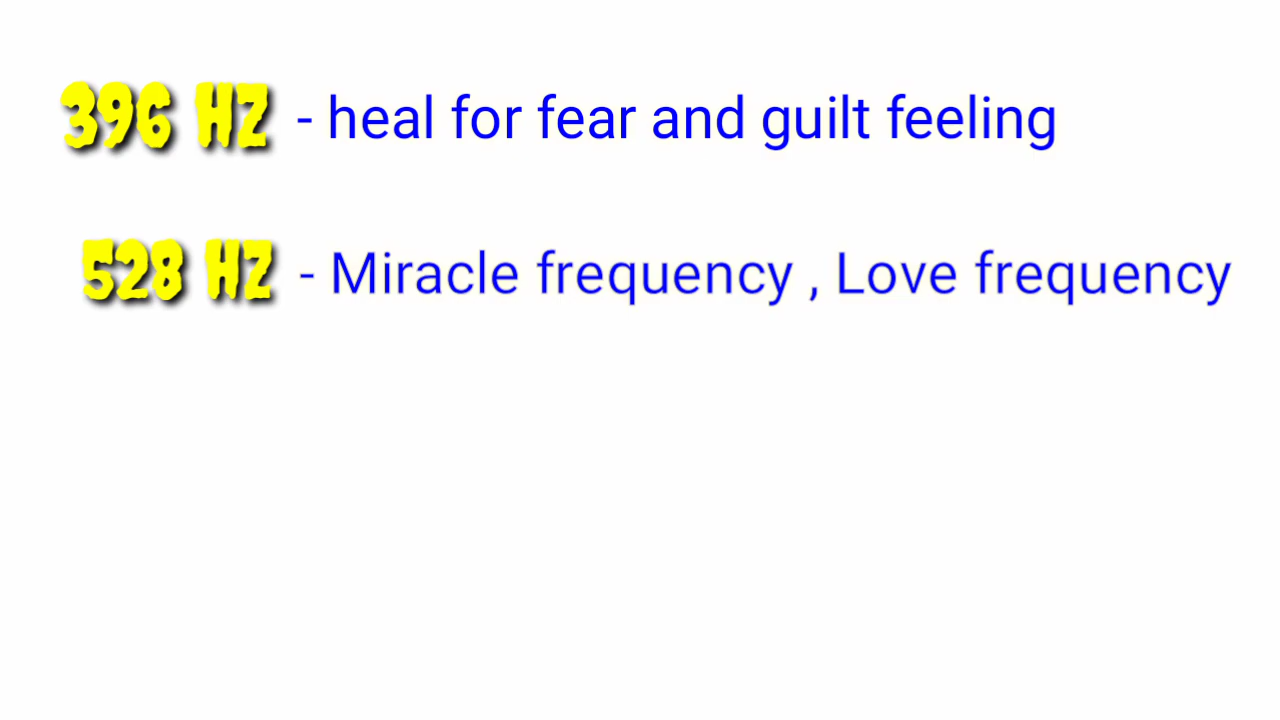 396 HZ - heal for fear and guilt feeling
528 HZ - Miracle frequency , Love frequency